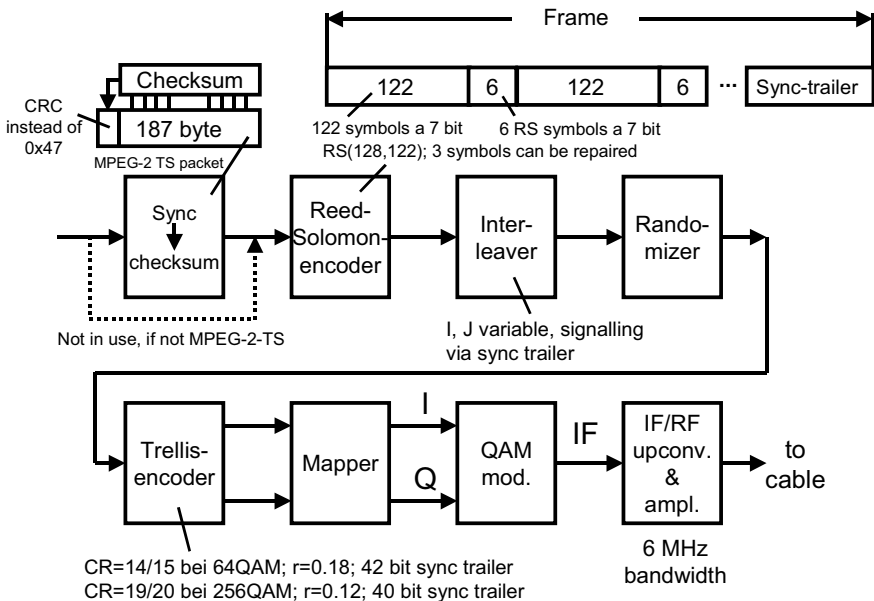 Frame
Checksum
122
6
122
6
...
Sync-trailer
CRC
instead of
0x47
187 byte
MPEG-2 TS packet
122 symbols a 7 bit
6 RS symbols a 7 bit
RS(128,122); 3 symbols can be repaired
Sync
checksum
Reed-
Solomon-
encoder
Inter-
leaver
Rando-
mizer
Not in use, if not MPEG-2-TS
I, J variable, signalling
via sync trailer
Trellis-
encoder
Mapper
I
Q
QAM
mod.
IF
IF/RF
upconv.
&
ampl.
to
cable
6 MHz
bandwidth
CR=14/15 bei 64QAM; r=0.18; 42 bit sync trailer
CR=19/20 bei 256QAM; r=0.12; 40 bit sync trailer